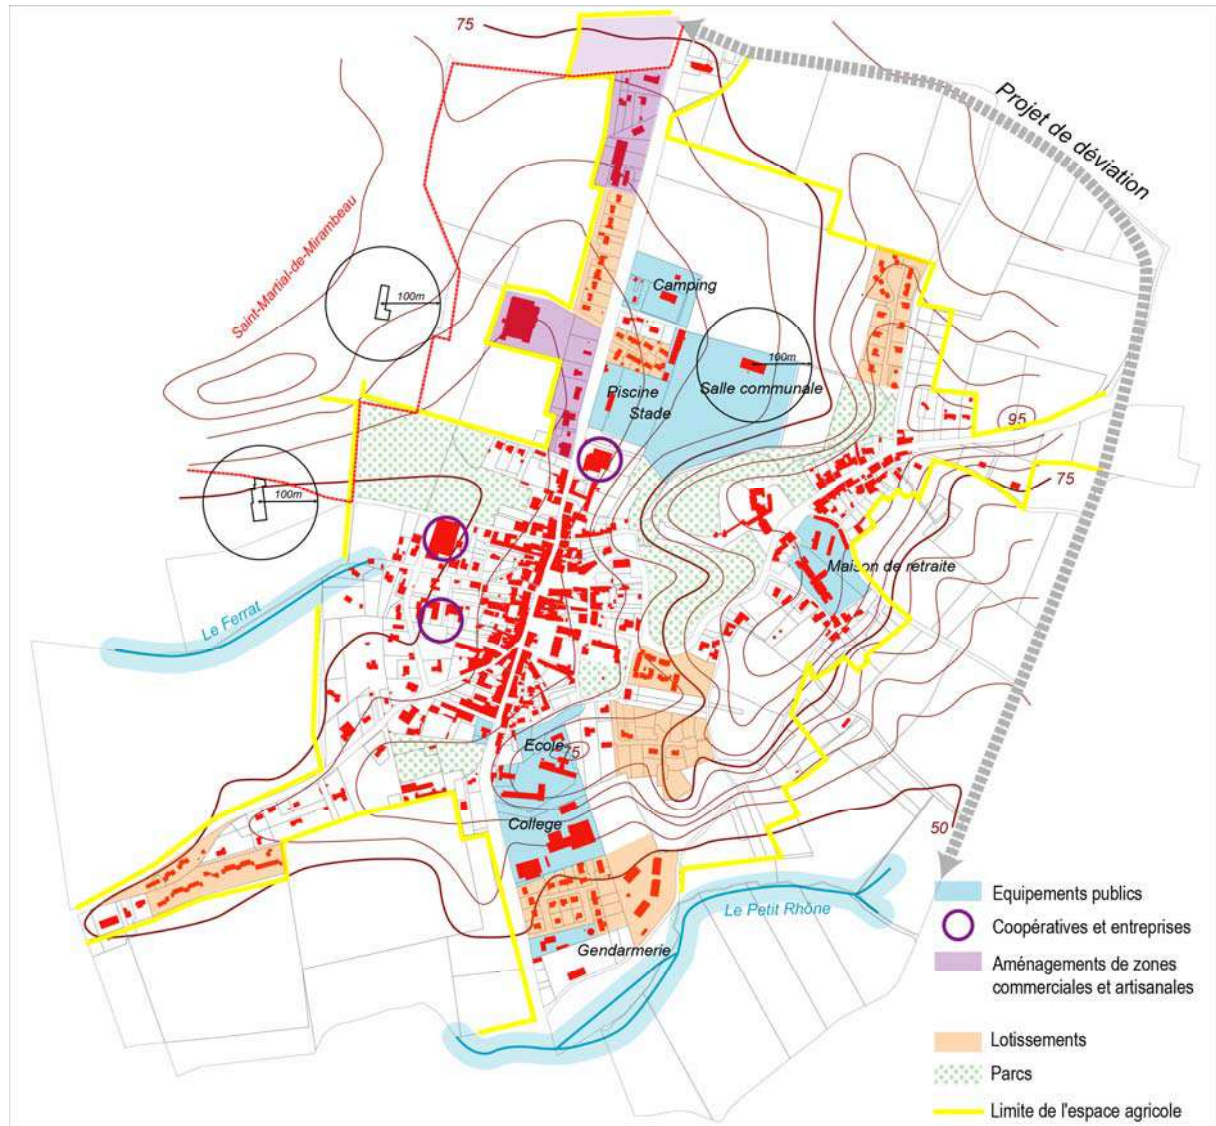 75
Projet de déviation
Saint-Martial-de-Mirambeau
100m
Camping
100m
Piscine
Salle communale
Stade
95
75
100m
Maison de retraite
Le Ferrat
Ecole
75
College
50
Le Petit Rhône
Gendarmerie
Equipements publics
Coopératives et entreprises
Aménagements de zones
commerciales et artisanales
Lotissements
Parcs
Limite de l'espace agricole